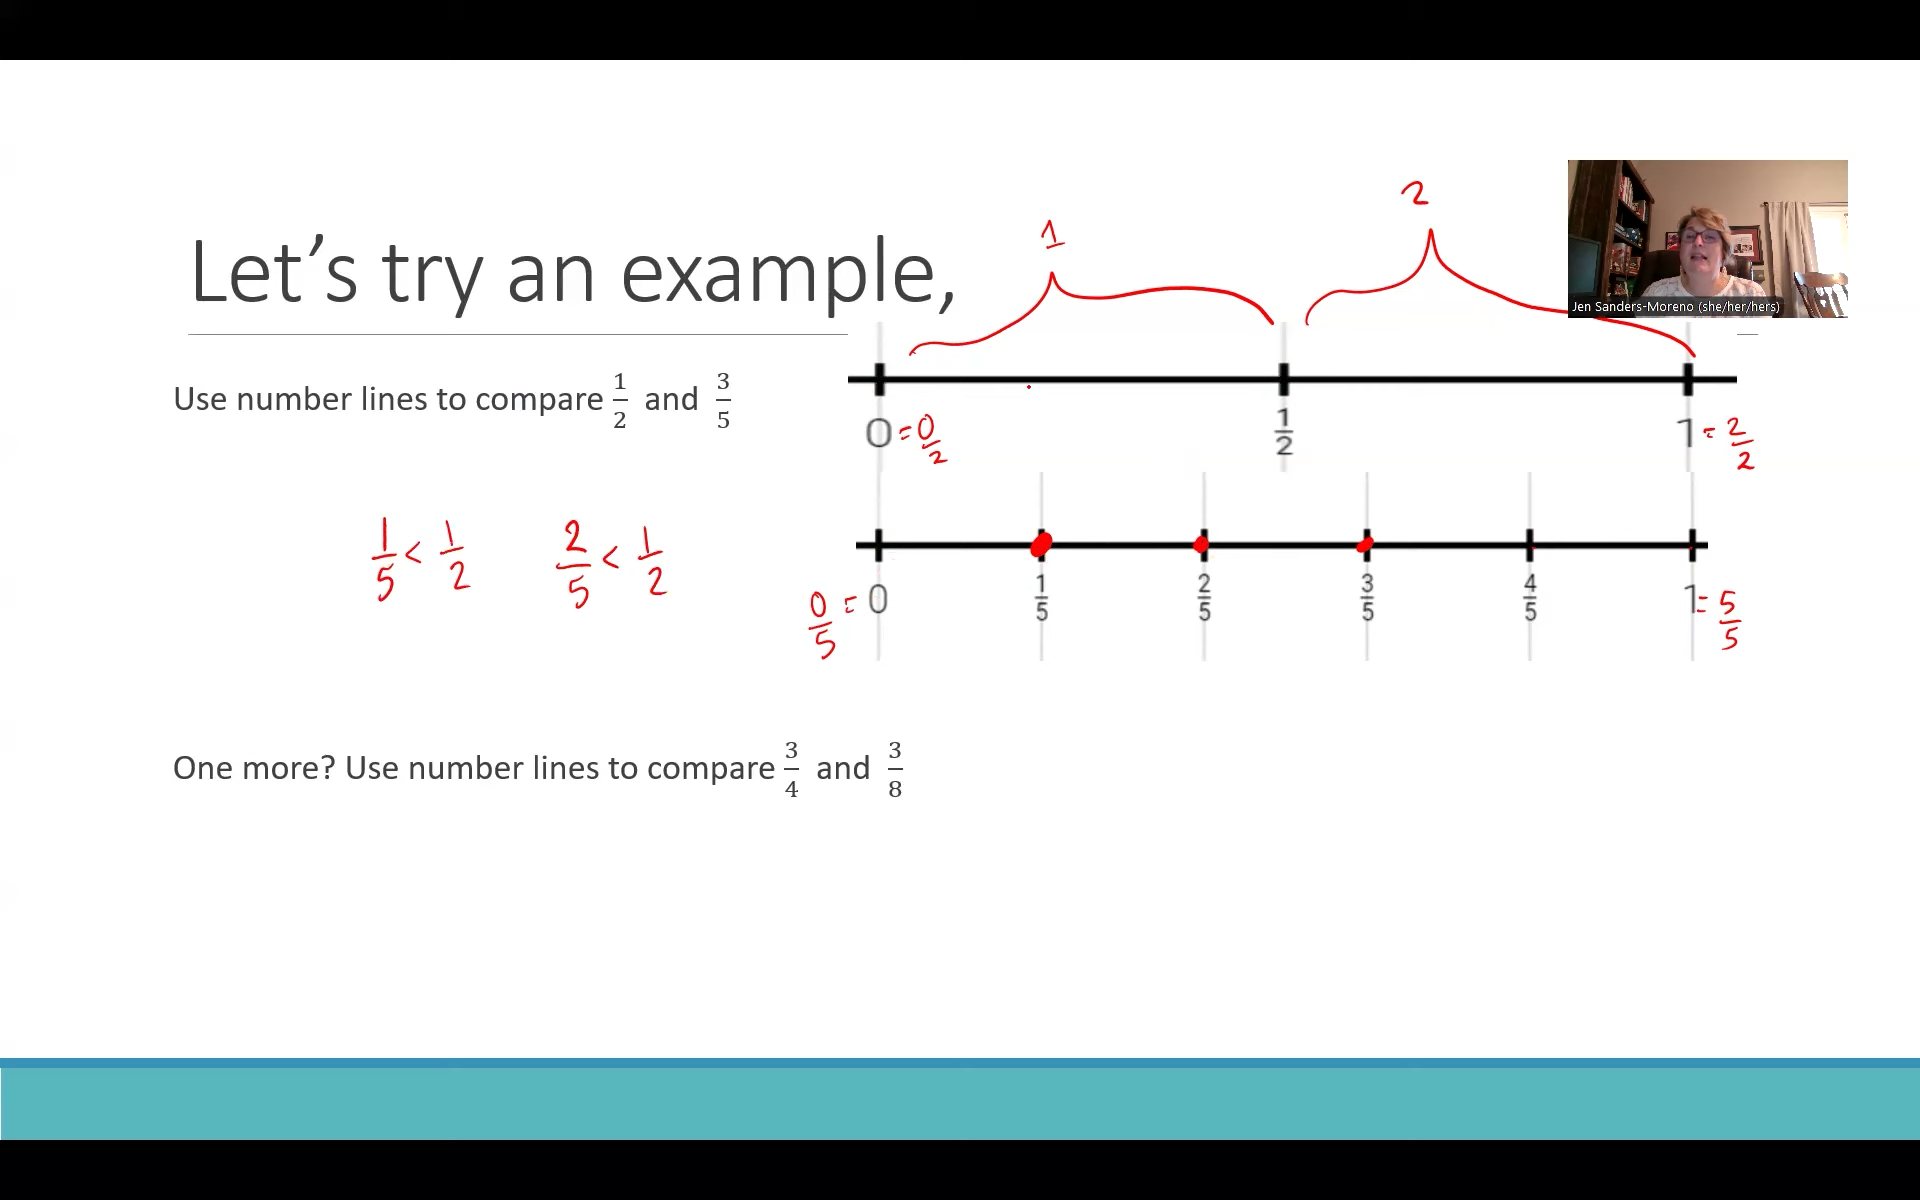 2
1
Let's try an example,
Jen Sanders-Moreno (she/her/hers)
Use number lines to compare 1/2 and 3/5
0 = 0/2 1/2 1 = 2/2
1/5 < 1/2 2/5 < 1/2
0/5 = 0 1/5 2/5 3/5 4/5 1 = 5/5
One more? Use number lines to compare 3/4 and 3/8